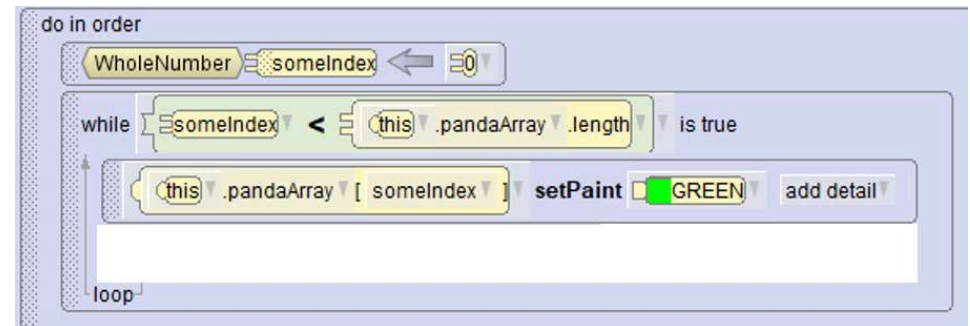 do in order
WholeNumber someIndex 0
while someIndex < this .pandaArray .length is true
this .pandaArray [ someIndex ] setPaint GREEN add detail
loop